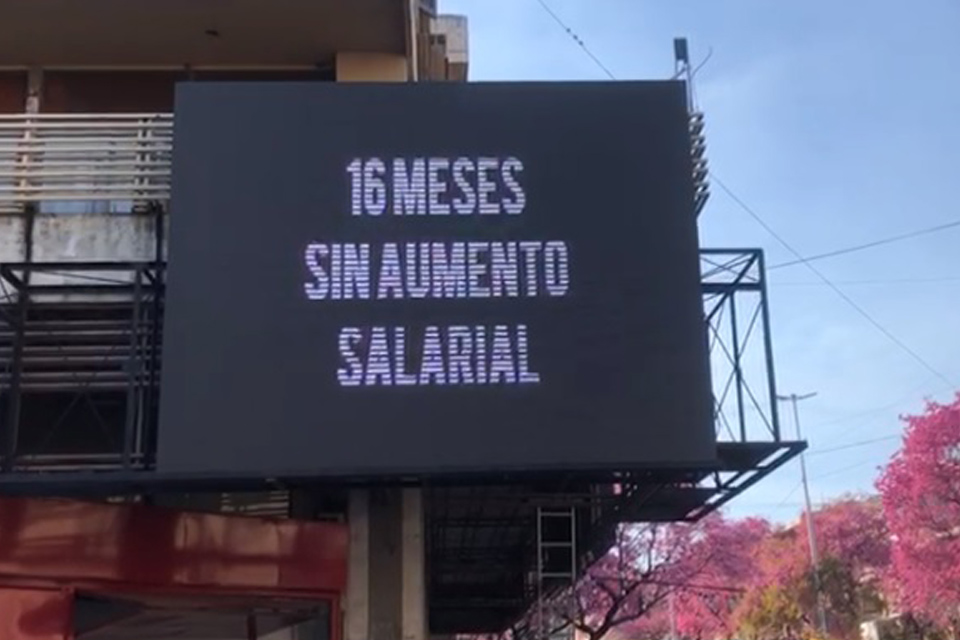 16 MESES
SIN AUMENTO
SALARIAL